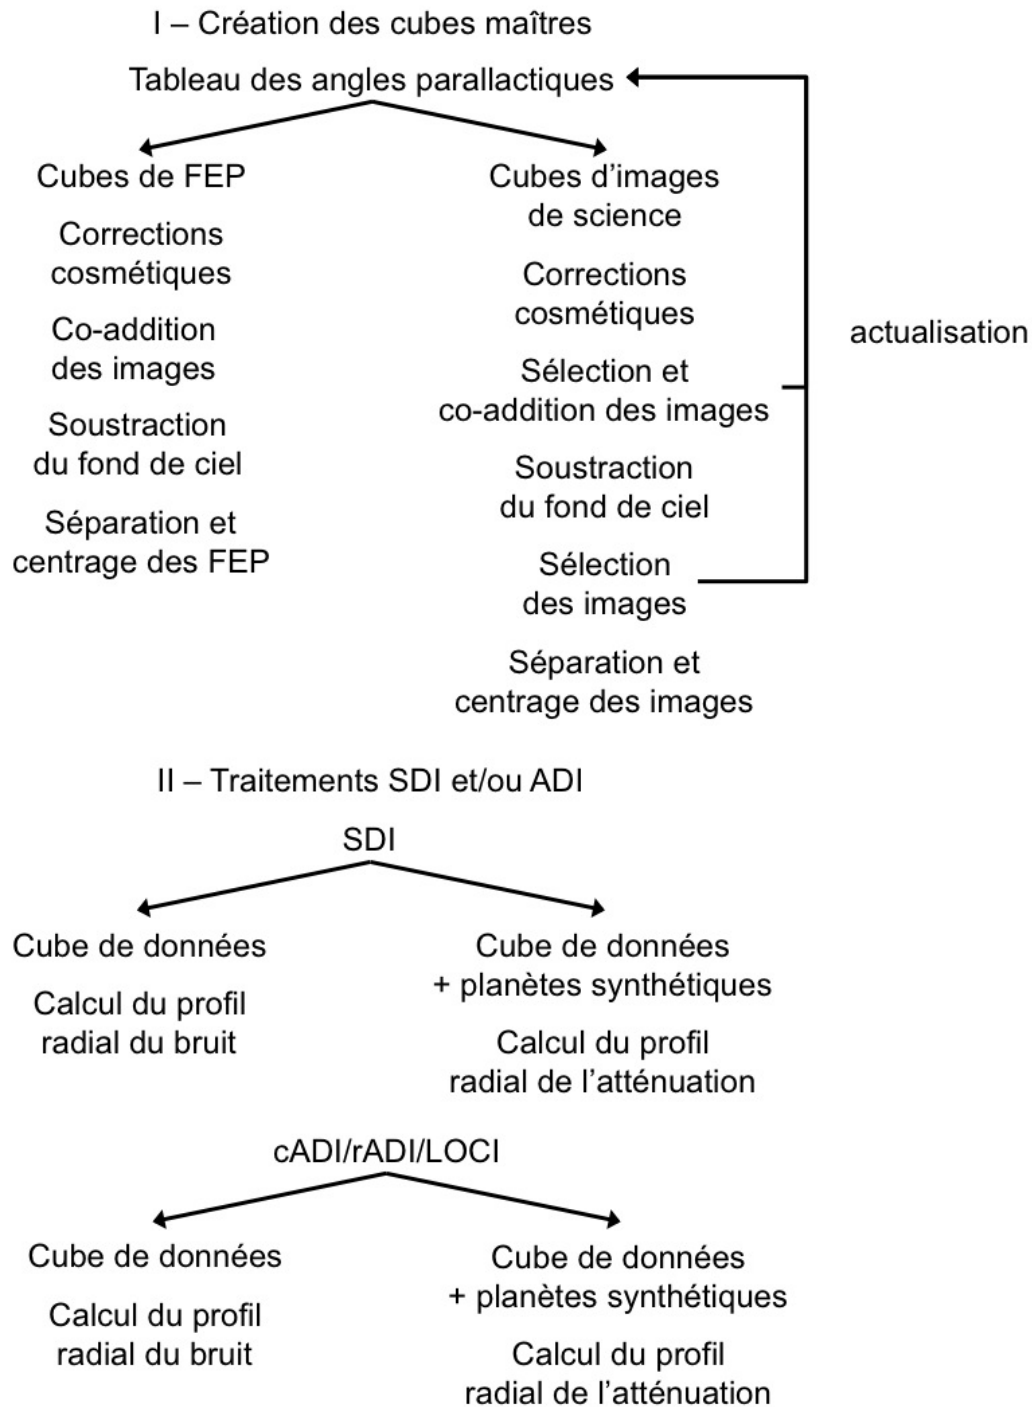 I – Création des cubes maîtres
Tableau des angles parallactiques
Cubes de FEP
Corrections
cosmétiques
Co-addition
des images
Soustraction
du fond de ciel
Séparation et
centrage des FEP
Cubes d’images
de science
Corrections
cosmétiques
Sélection et
co-addition des images
Soustraction
du fond de ciel
Sélection
des images
Séparation et
centrage des images
actualisation
II – Traitements SDI et/ou ADI
SDI
Cube de données
Calcul du profil
radial du bruit
Cube de données
+ planètes synthétiques
Calcul du profil
radial de l’atténuation
cADI/rADI/LOCI
Cube de données
Calcul du profil
radial du bruit
Cube de données
+ planètes synthétiques
Calcul du profil
radial de l’atténuation